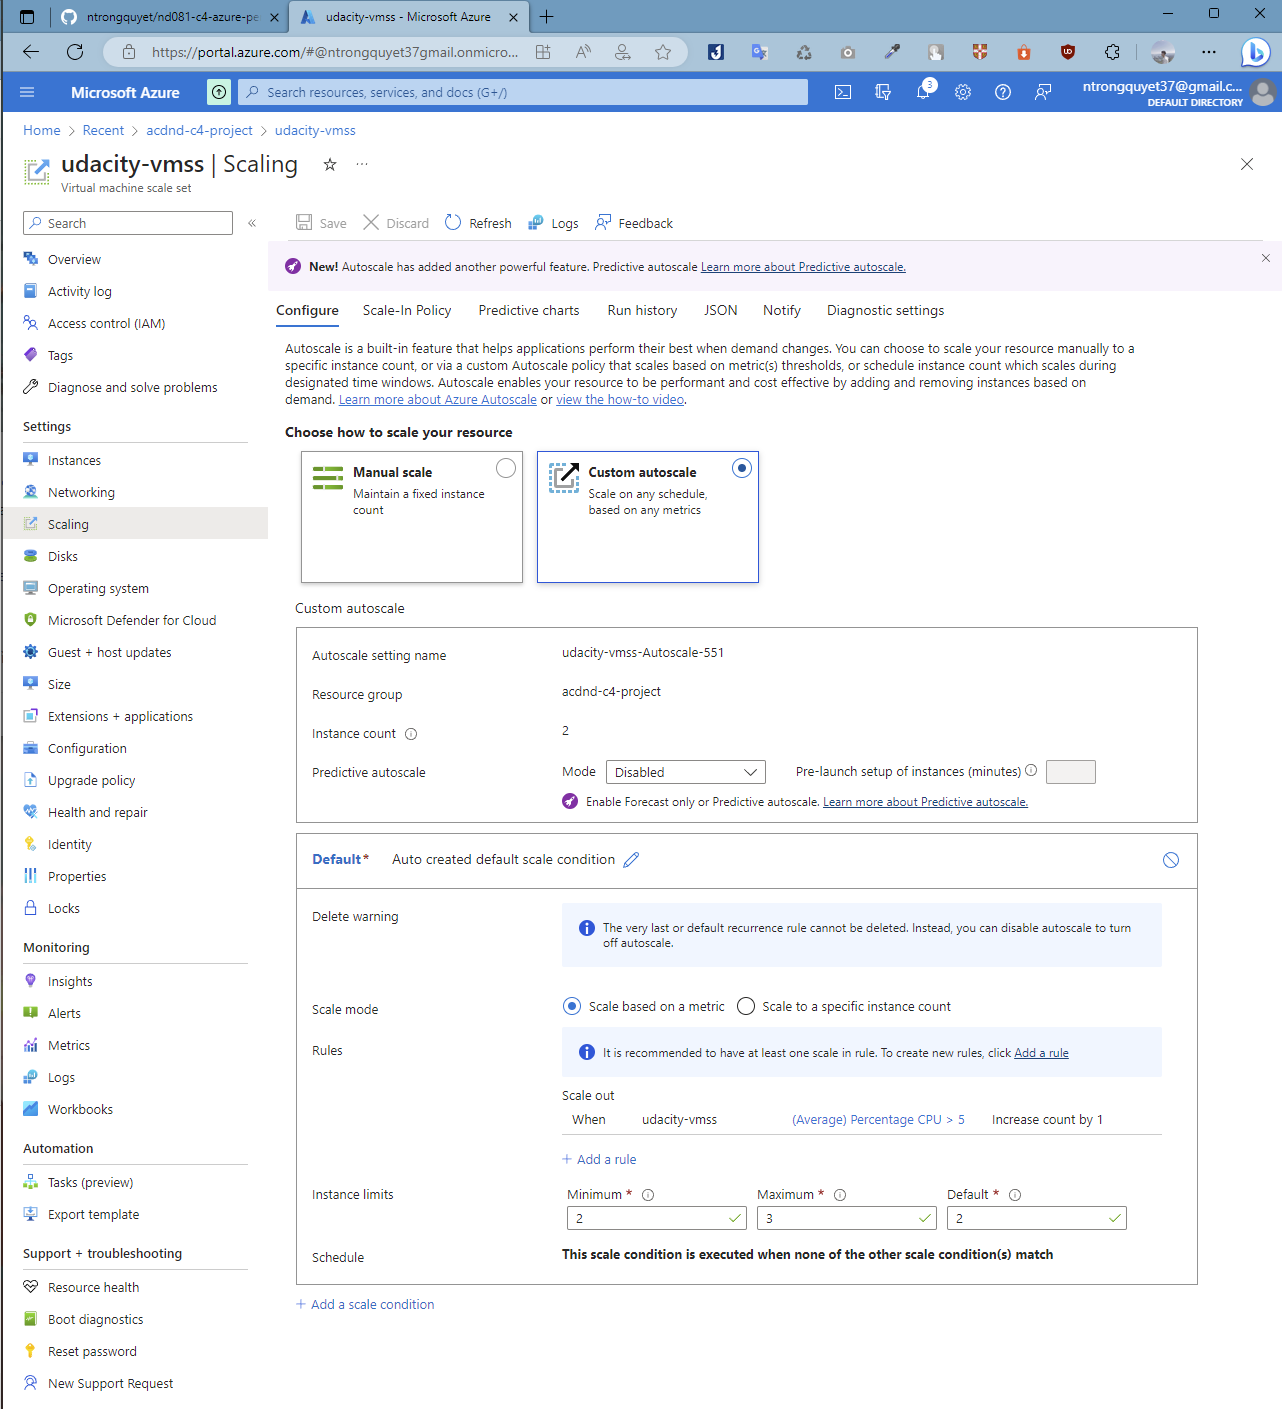 ntrongquyet/nd081-c4-azure-pe
udacity-vmss - Microsoft Azure
https://portal.azure.com/#@ntrongquyet37gmail.onmicro...
Microsoft Azure
Search resources, services, and docs (G+/)
3
ntrongquyet37@gmail.c...
DEFAULT DIRECTORY
Home > Recent > acdnd-c4-project > udacity-vmss
udacity-vmss | Scaling
Virtual machine scale set
Search
Save
Discard
Refresh
Logs
Feedback
New! Autoscale has added another powerful feature. Predictive autoscale Learn more about Predictive autoscale.
Overview
Activity log
Access control (IAM)
Tags
Diagnose and solve problems
Settings
Instances
Networking
Scaling
Disks
Operating system
Microsoft Defender for Cloud
Guest + host updates
Size
Extensions + applications
Configuration
Upgrade policy
Health and repair
Identity
Properties
Locks
Monitoring
Insights
Alerts
Metrics
Logs
Workbooks
Automation
Tasks (preview)
Export template
Support + troubleshooting
Resource health
Boot diagnostics
Reset password
New Support Request
Configure
Scale-In Policy
Predictive charts
Run history
JSON
Notify
Diagnostic settings
Autoscale is a built-in feature that helps applications perform their best when demand changes. You can choose to scale your resource manually to a
specific instance count, or via a custom Autoscale policy that scales based on metric(s) thresholds, or schedule instance count which scales during
designated time windows. Autoscale enables your resource to be performant and cost effective by adding and removing instances based on
demand. Learn more about Azure Autoscale or view the how-to video.
Choose how to scale your resource
Manual scale
Maintain a fixed instance
count
Custom autoscale
Scale on any schedule,
based on any metrics
Custom autoscale
Autoscale setting name
udacity-vmss-Autoscale-551
Resource group
acdnd-c4-project
Instance count
2
Predictive autoscale
Mode
Disabled
Pre-launch setup of instances (minutes)
Enable Forecast only or Predictive autoscale. Learn more about Predictive autoscale.
Default*
Auto created default scale condition
Delete warning
The very last or default recurrence rule cannot be deleted. Instead, you can disable autoscale to turn
off autoscale.
Scale mode
Scale based on a metric
Scale to a specific instance count
Rules
It is recommended to have at least one scale in rule. To create new rules, click Add a rule
Scale out
When
udacity-vmss
(Average) Percentage CPU > 5
Increase count by 1
+ Add a rule
Instance limits
Minimum *
Maximum *
Default *
2
3
2
Schedule
This scale condition is executed when none of the other scale condition(s) match
+ Add a scale condition